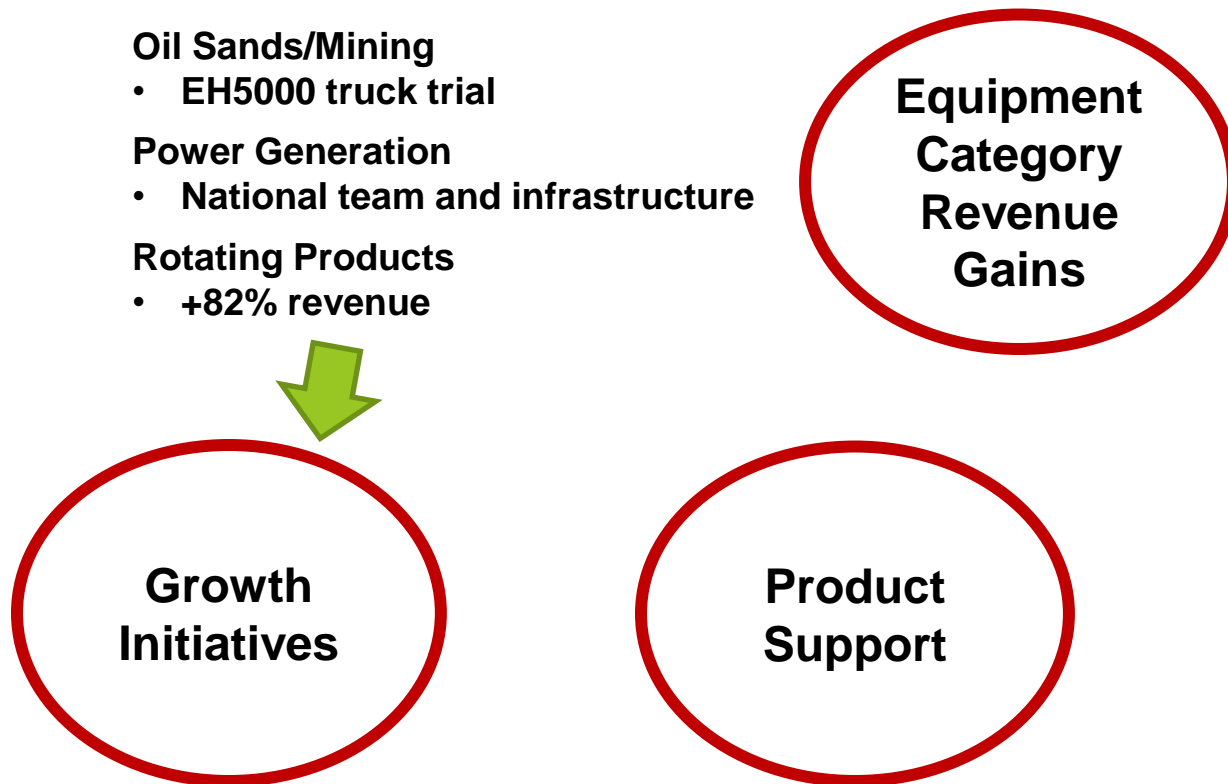 Oil Sands/Mining
• EH5000 truck trial
Power Generation
• National team and infrastructure
Rotating Products
• +82% revenue
Equipment
Category
Revenue
Gains
Growth
Initiatives
Product
Support